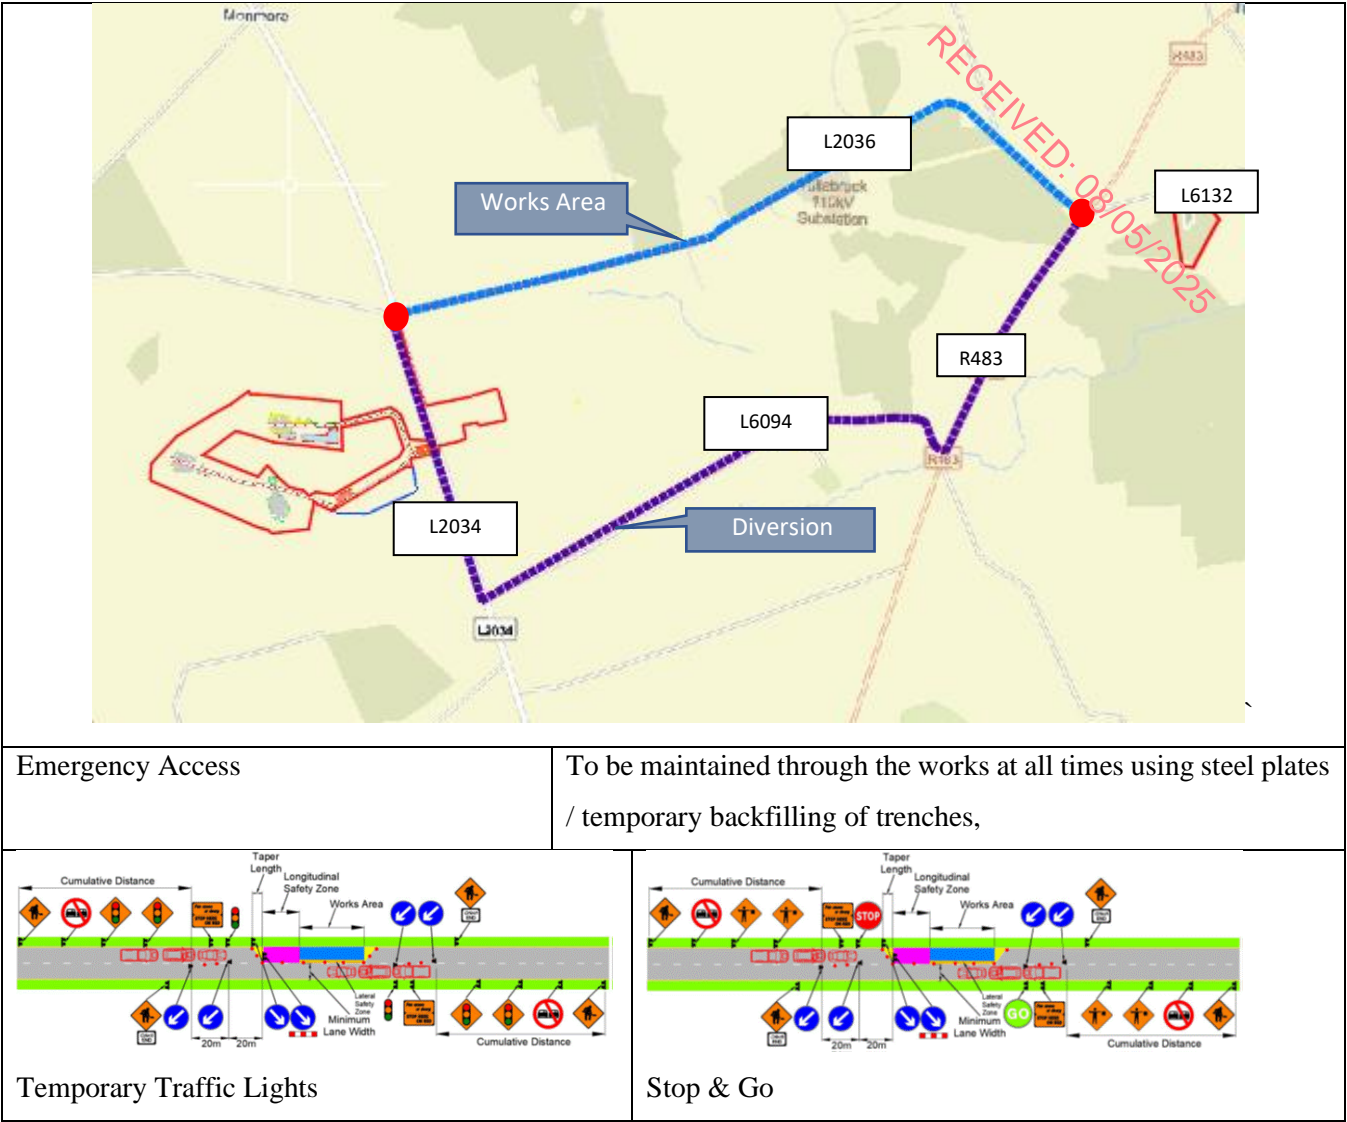 Monmore
R483
RECEIVED: 08/05/2025
L2036
L6132
Works Area
110kV
Substation
R483
L6094
L2034
Diversion
L2034
`
Emergency Access
To be maintained through the works at all times using steel plates
/ temporary backfilling of trenches,
Taper
Length
Longitudinal
Safety Zone
Cumulative Distance
Works Area
Lateral
Safety
Zone
Minimum
Lane Width
20m
20m
Cumulative Distance
Temporary Traffic Lights
Taper
Length
Longitudinal
Safety Zone
Cumulative Distance
Works Area
STOP
GO
Lateral
Safety
Zone
Minimum
Lane Width
20m
20m
Cumulative Distance
Stop & Go